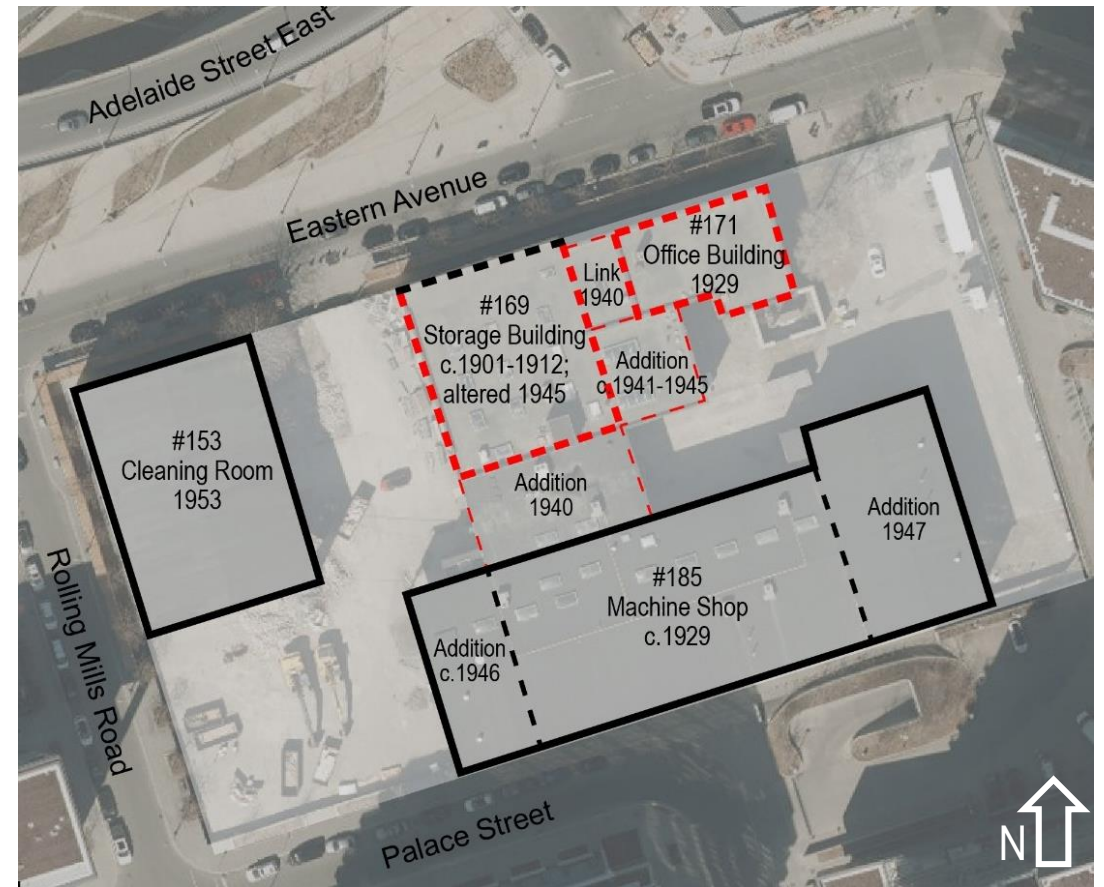 Adelaide Street East
Eastern Avenue
#171
Office Building
1929
Link
1940
#169
Storage Building
c.1901-1912;
altered 1945
Addition
c.1941-1945
#153
Cleaning Room
1953
Addition
1940
Addition
1947
#185
Machine Shop
c.1929
Addition
c.1946
Rolling Mills Road
Palace Street
N